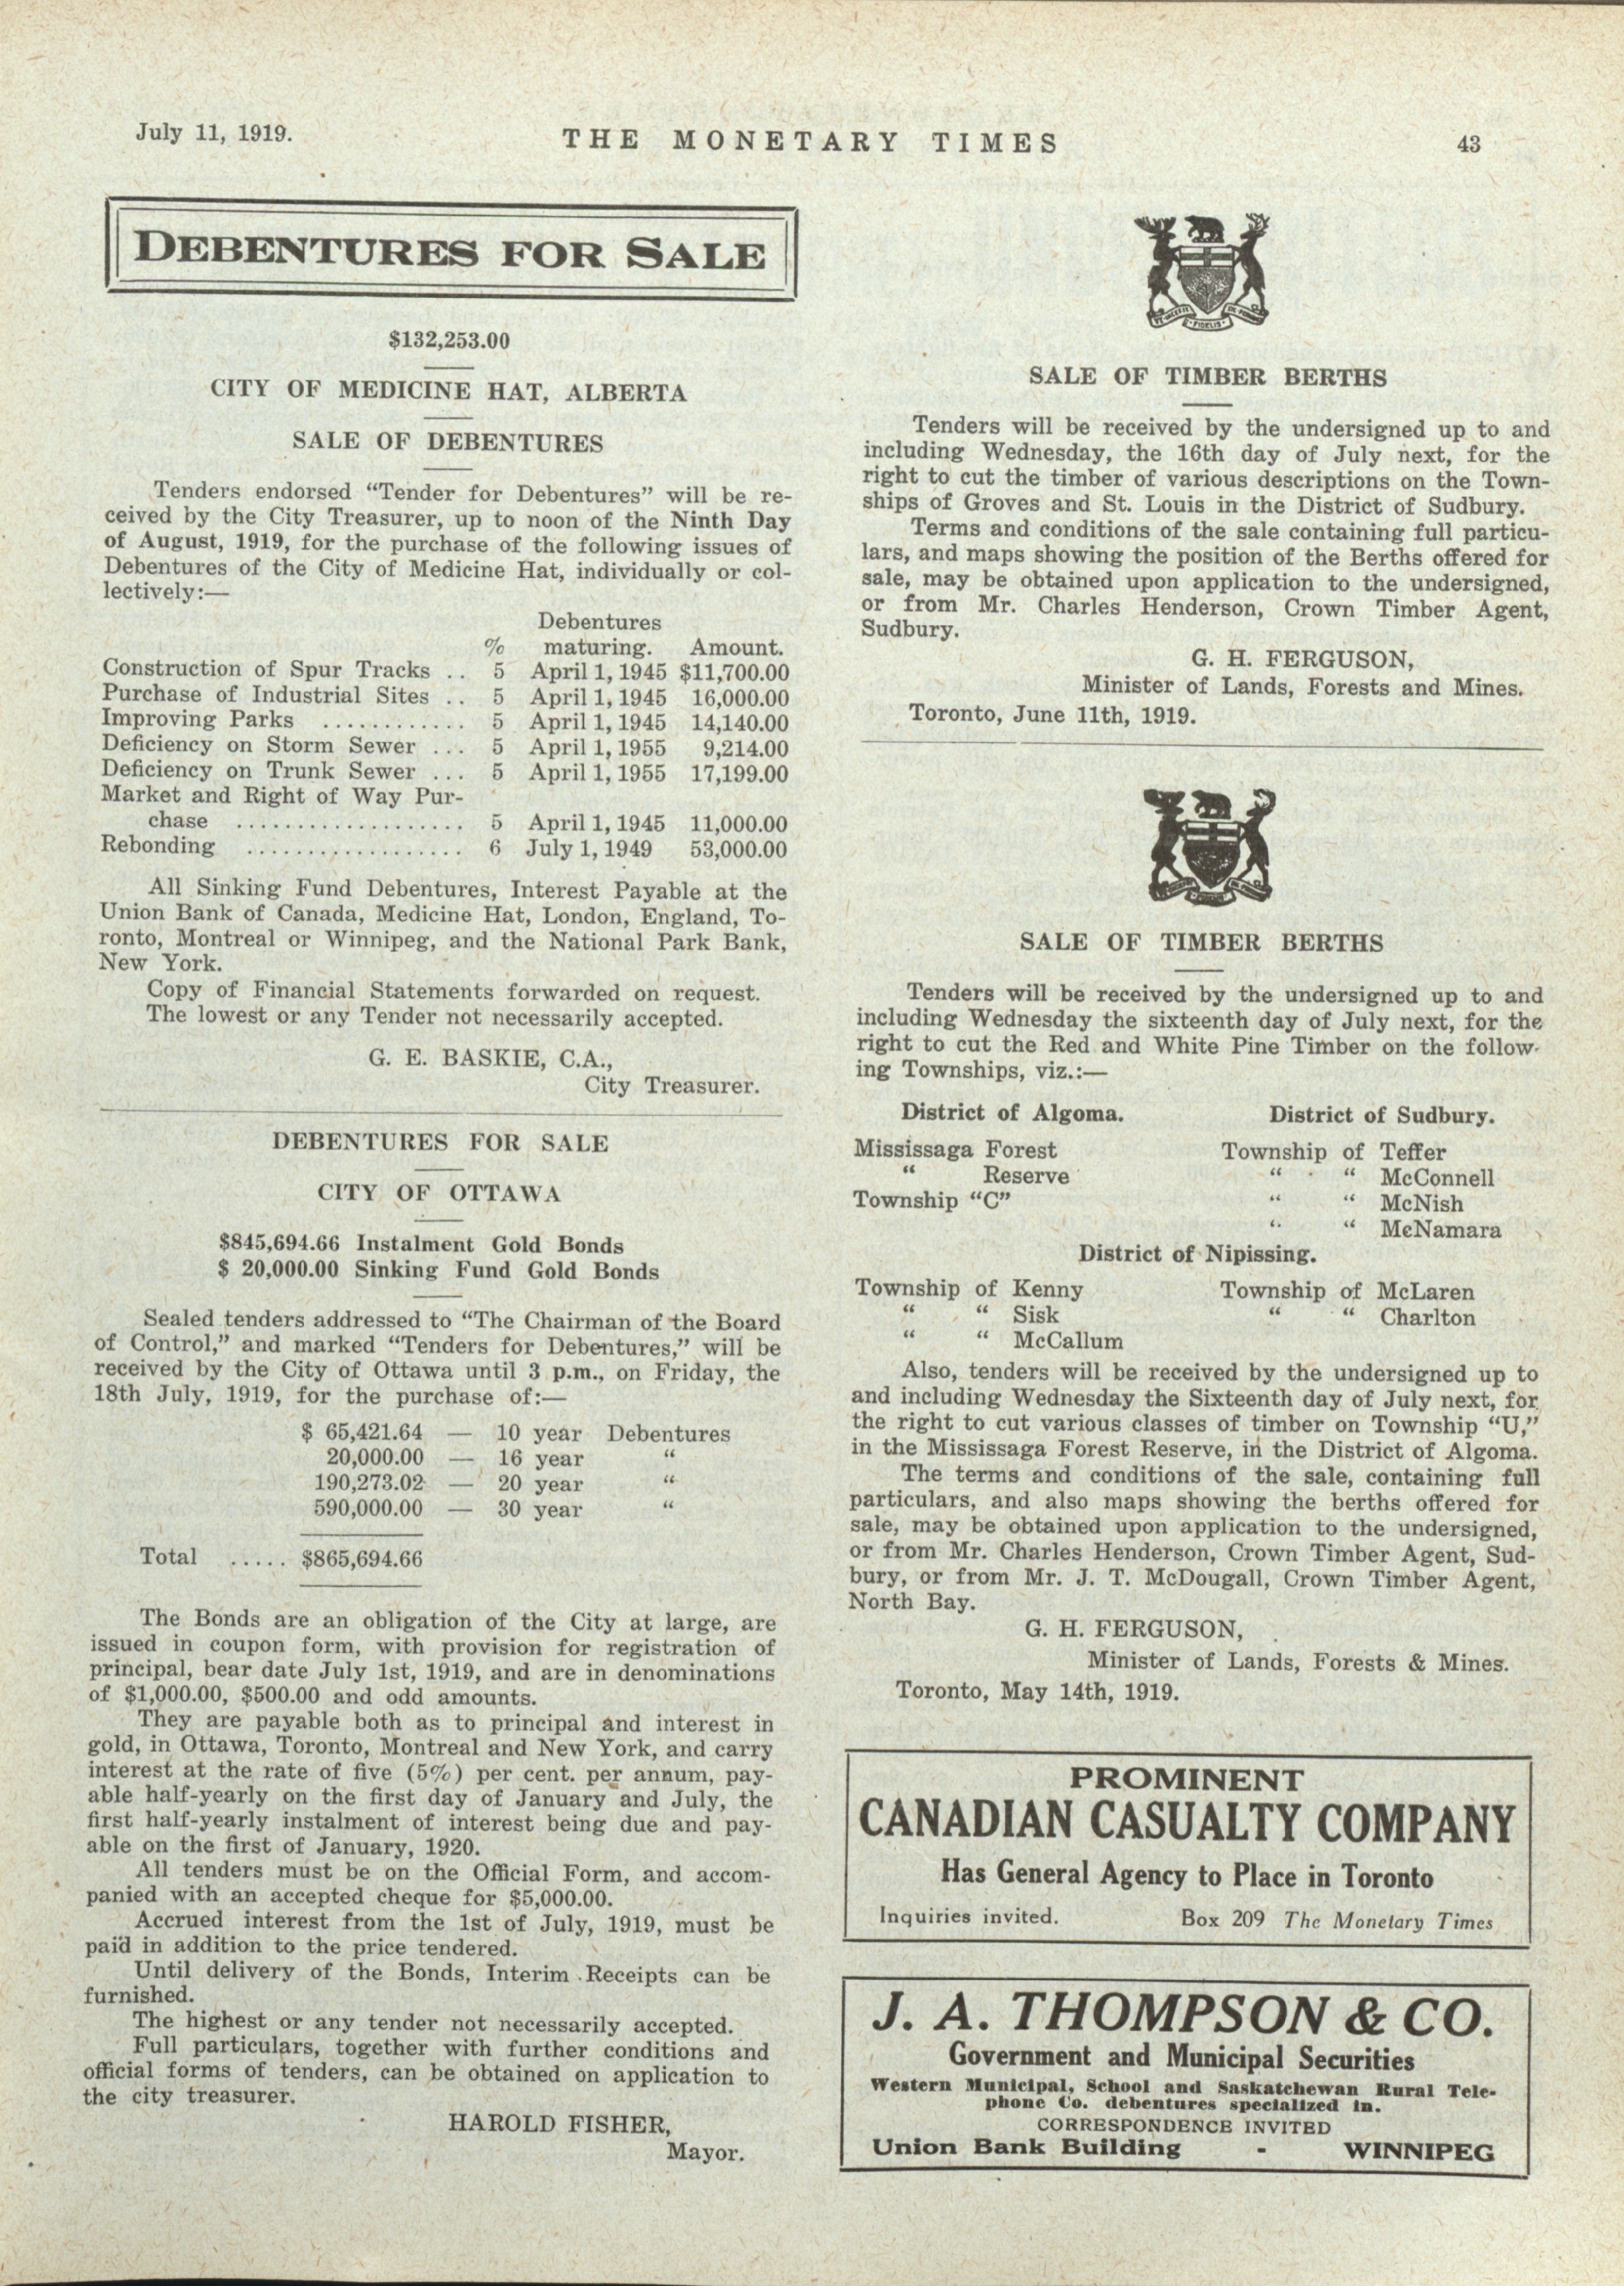 July 11, 1919.
THE MONETARY TIMES
43
DEBENTURES FOR SALE
$132,253.00
CITY OF MEDICINE HAT, ALBERTA
SALE OF DEBENTURES
Tenders endorsed “Tender for Debentures” will be re-
ceived by the City Treasurer, up to noon of the Ninth Day
of August, 1919, for the purchase of the following issues of
Debentures of the City of Medicine Hat, individually or col-
lectively:—
Debentures
% maturing. Amount.
Construction of Spur Tracks .. 5 April 1, 1945 $11,700.00
Purchase of Industrial Sites .. 5 April 1, 1945 16,000.00
Improving Parks ............ 5 April 1, 1945 14,140.00
Deficiency on Storm Sewer ... 5 April 1, 1955 9,214.00
Deficiency on Trunk Sewer ... 5 April 1, 1955 17,199.00
Market and Right of Way Pur-
chase ................... 5 April 1, 1945 11,000.00
Rebonding .................. 6 July 1, 1949 53,000.00
All Sinking Fund Debentures, Interest Payable at the
Union Bank of Canada, Medicine Hat, London, England, To-
ronto, Montreal or Winnipeg, and the National Park Bank,
New York.
Copy of Financial Statements forwarded on request.
The lowest or any Tender not necessarily accepted.
G. E. BASKIE, C.A.,
City Treasurer.
DEBENTURES FOR SALE
CITY OF OTTAWA
$845,694.66 Instalment Gold Bonds
$ 20,000.00 Sinking Fund Gold Bonds
Sealed tenders addressed to “The Chairman of the Board
of Control,” and marked “Tenders for Debentures,” will be
received by the City of Ottawa until 3 p.m., on Friday, the
18th July, 1919, for the purchase of:—
$ 65,421.64 — 10 year Debentures
20,000.00 — 16 year “
190,273.02 — 20 year “
590,000.00 — 30 year “
Total ..... $865,694.66
The Bonds are an obligation of the City at large, are
issued in coupon form, with provision for registration of
principal, bear date July 1st, 1919, and are in denominations
of $1,000.00, $500.00 and odd amounts.
They are payable both as to principal and interest in
gold, in Ottawa, Toronto, Montreal and New York, and carry
interest at the rate of five (5%) per cent. per annum, pay-
able half-yearly on the first day of January and July, the
first half-yearly instalment of interest being due and pay-
able on the first of January, 1920.
All tenders must be on the Official Form, and accom-
panied with an accepted cheque for $5,000.00.
Accrued interest from the 1st of July, 1919, must be
paid in addition to the price tendered.
Until delivery of the Bonds, Interim Receipts can be
furnished.
The highest or any tender not necessarily accepted.
Full particulars, together with further conditions and
official forms of tenders, can be obtained on application to
the city treasurer.
HAROLD FISHER,
Mayor.
SALE OF TIMBER BERTHS
Tenders will be received by the undersigned up to and
including Wednesday, the 16th day of July next, for the
right to cut the timber of various descriptions on the Town-
ships of Groves and St. Louis in the District of Sudbury.
Terms and conditions of the sale containing full particu-
lars, and maps showing the position of the Berths offered for
sale, may be obtained upon application to the undersigned,
or from Mr. Charles Henderson, Crown Timber Agent,
Sudbury.
G. H. FERGUSON,
Minister of Lands, Forests and Mines.
Toronto, June 11th, 1919.
SALE OF TIMBER BERTHS
Tenders will be received by the undersigned up to and
including Wednesday the sixteenth day of July next, for the
right to cut the Red and White Pine Timber on the follow-
ing Townships, viz.:—
District of Algoma. District of Sudbury.
Mississaga Forest Township of Teffer
“ Reserve “ “ McConnell
Township “C” “ “ McNish
“ “ McNamara
District of Nipissing.
Township of Kenny Township of McLaren
“ “ Sisk “ “ Charlton
“ “ McCallum
Also, tenders will be received by the undersigned up to
and including Wednesday the Sixteenth day of July next, for
the right to cut various classes of timber on Township “U,”
in the Mississaga Forest Reserve, in the District of Algoma.
The terms and conditions of the sale, containing full
particulars, and also maps showing the berths offered for
sale, may be obtained upon application to the undersigned,
or from Mr. Charles Henderson, Crown Timber Agent, Sud-
bury, or from Mr. J. T. McDougall, Crown Timber Agent,
North Bay.
G. H. FERGUSON,
Minister of Lands, Forests & Mines.
Toronto, May 14th, 1919.
PROMINENT
CANADIAN CASUALTY COMPANY
Has General Agency to Place in Toronto
Inquiries invited. Box 209 The Monetary Times
J. A. THOMPSON & CO.
Government and Municipal Securities
Western Municipal, School and Saskatchewan Rural Tele-
phone Co. debentures specialized in.
CORRESPONDENCE INVITED
Union Bank Building - WINNIPEG